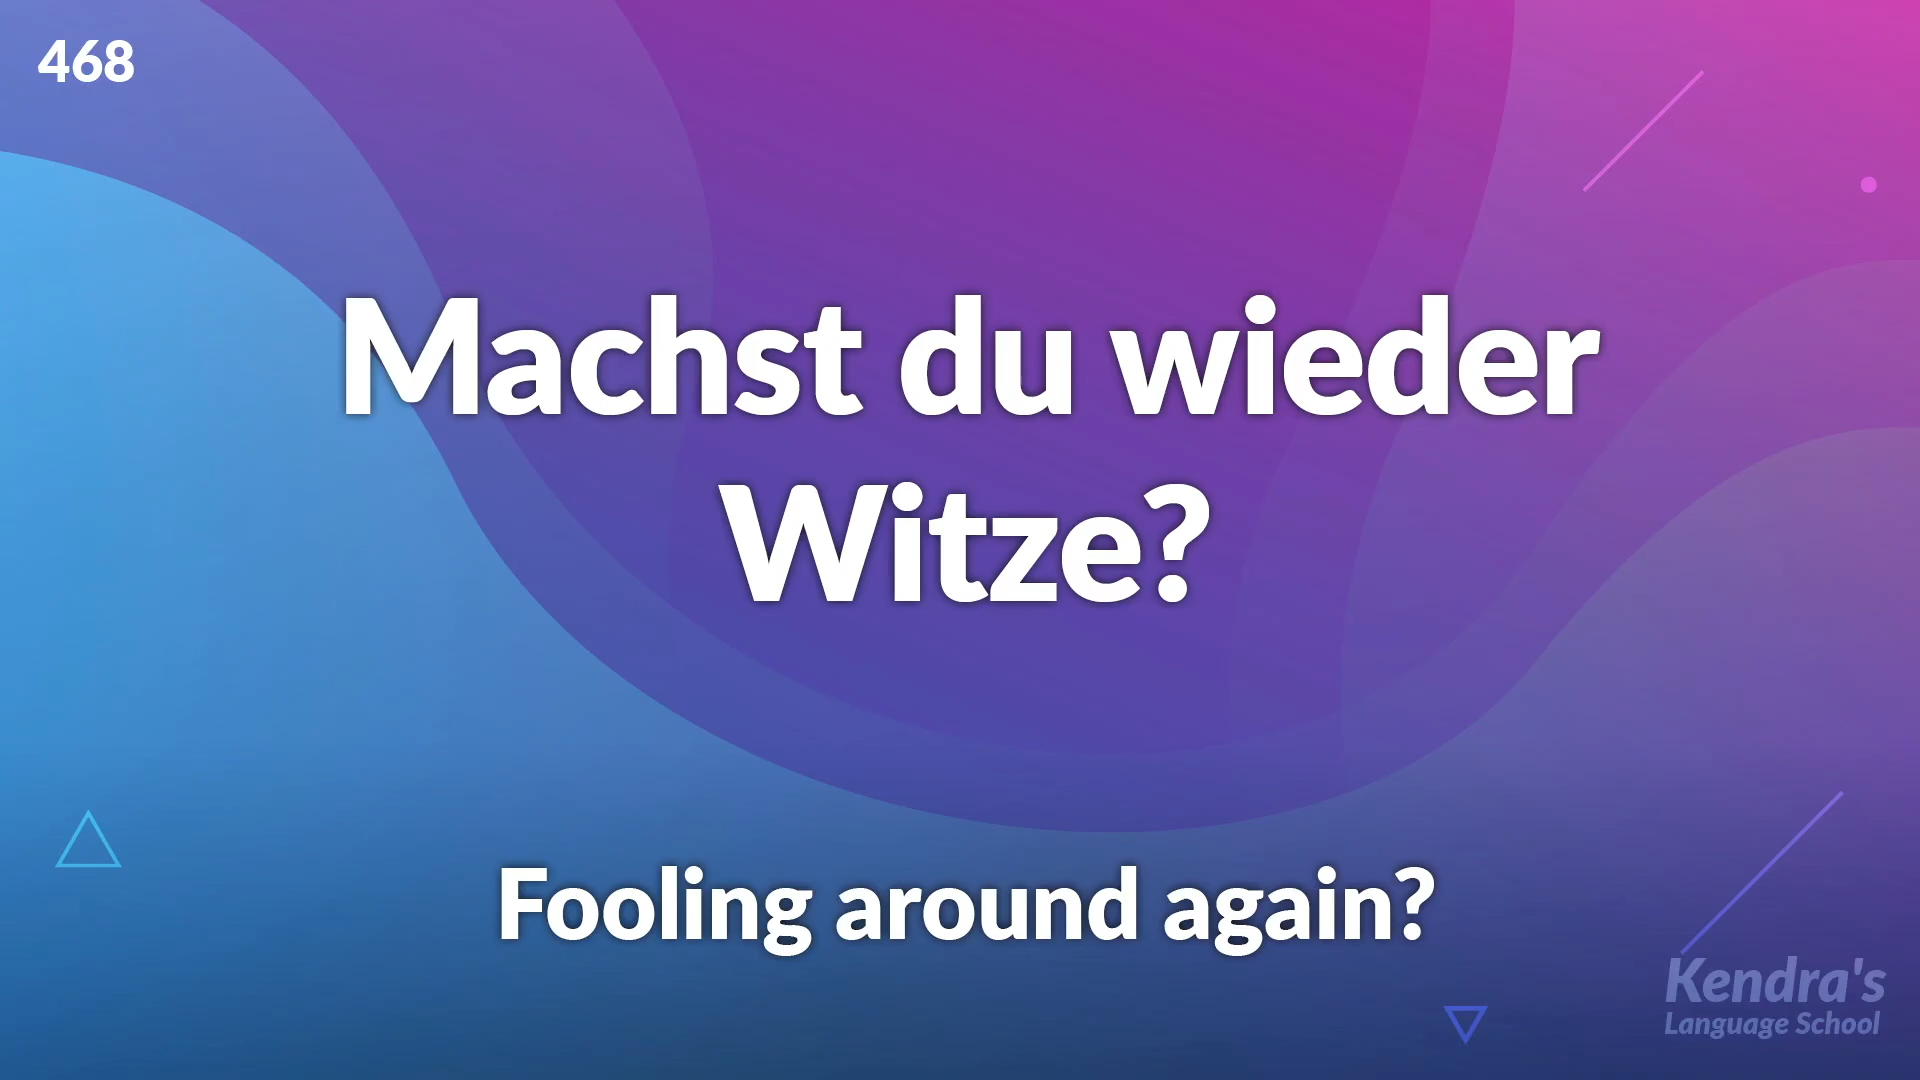 468
Machst du wieder
Witze?
Fooling around again?
Kendra's
Language School